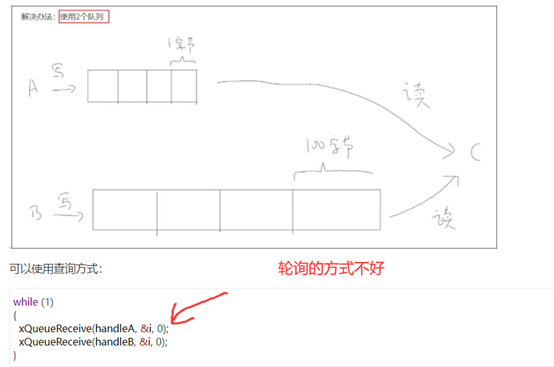 解决办法：使用2个队列
1字节
A 写 读
100字节 C
B 写 读
可以使用查询方式：
轮询的方式不好
while (1)
{
xQueueReceive(handleA, &i, 0);
xQueueReceive(handleB, &i, 0);
}